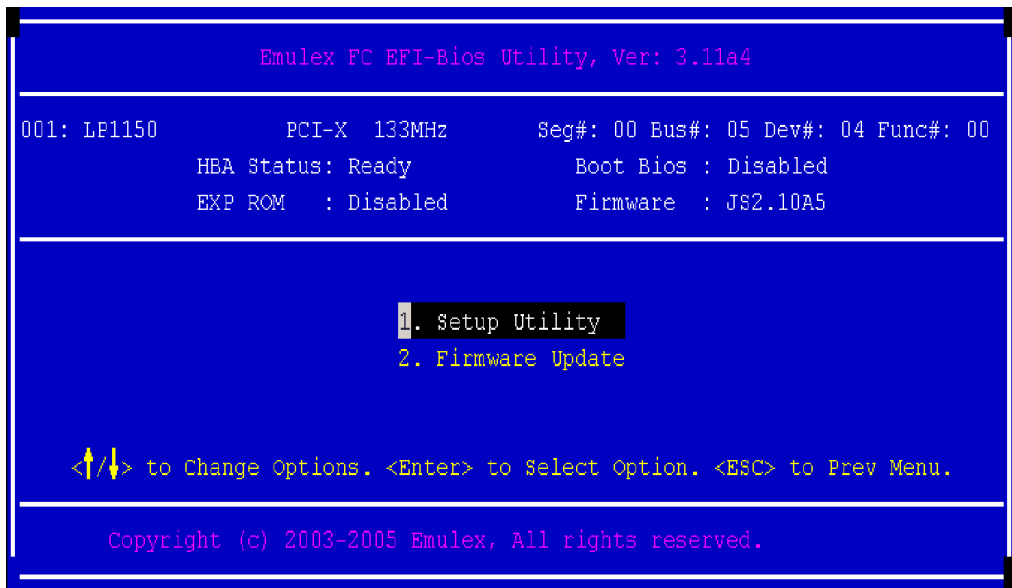 Emulex FC EFI-Bios Utility, Ver: 3.11a4
001: LP1150 PCI-X 133MHz Seg#: 00 Bus#: 05 Dev#: 04 Func#: 00
HBA Status: Ready Boot Bios : Disabled
EXP ROM : Disabled Firmware : JS2.10A5
1. Setup Utility
2. Firmware Update
<↑/↓> to Change Options. <Enter> to Select Option. <ESC> to Prev Menu.
Copyright (c) 2003-2005 Emulex, All rights reserved.